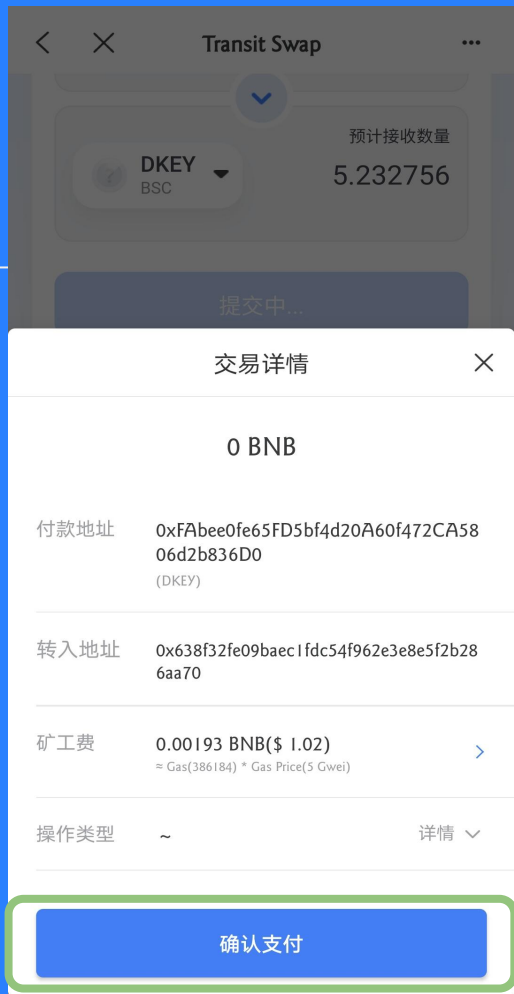 Transit Swap
预计接收数量
DKEY
5.232756
BSC
提交中...
交易详情
0 BNB
付款地址
0xFAbee0fe65FD5bf4d20A60f472CA58
06d2b836D0
(DKEY)
转入地址
0x638f32fe09baec1fdc54f962e3e8e5f2b28
6aa70
矿工费
0.00193 BNB($ 1.02)
≈ Gas(386184) * Gas Price(5 Gwei)
操作类型
~
详情
确认支付